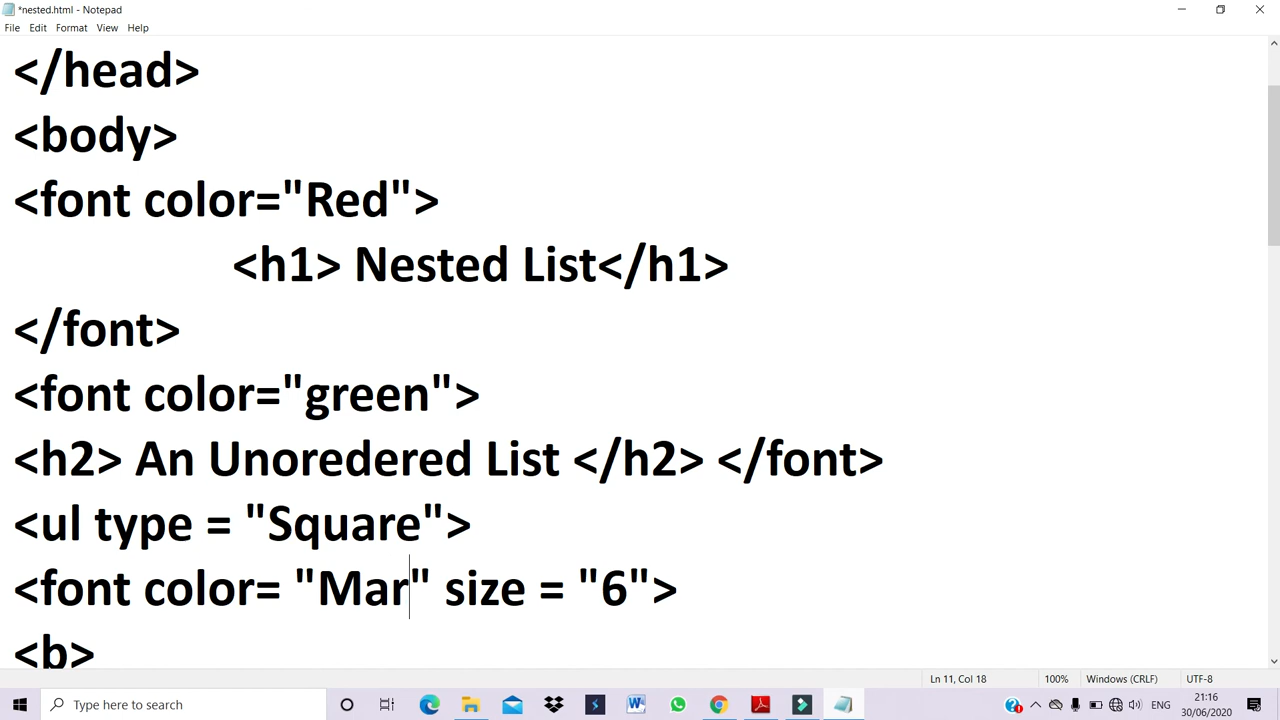 *nested.html - Notepad
File Edit Format View Help
</head>
<body>
<font color="Red">
<h1> Nested List</h1>
</font>
<font color="green">
<h2> An Unoredered List </h2> </font>
<ul type = "Square">
<font color= "Mar" size = "6">
<b>
Ln 11, Col 18 100% Windows (CRLF) UTF-8
Type here to search
ENG
21:16
30/06/2020